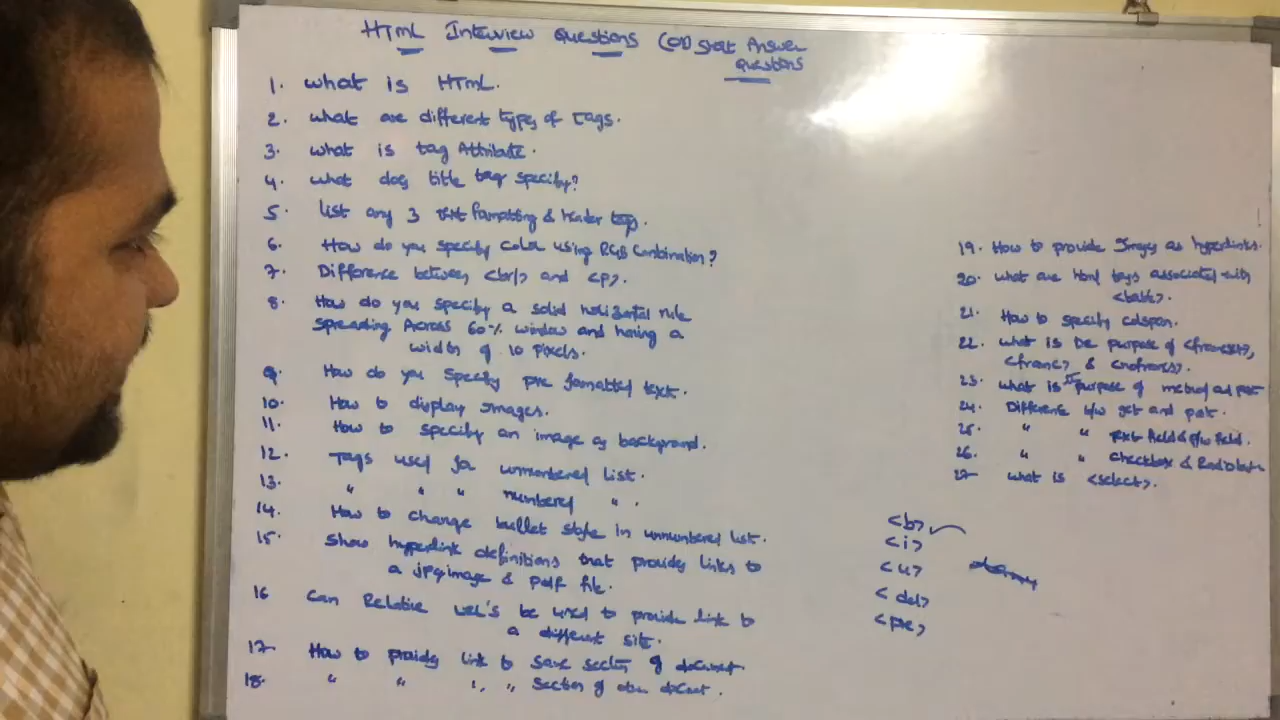 HTML Interview Questions (OR) Short Answer
questions
1. what is HTML.
2. what are different types of Tags.
3. what is tag Attribute.
4. what does title tag specify?
5. List any 3 text formatting & header tags.
6. How do you specify color using RGB Combination?
7. Difference between <br/> and <p>.
8. How do you specify a solid horizontal rule
spreading Across 60% window and having a
width of 10 pixels.
9. How do you specify pre formatted text.
10. How to display images.
11. How to specify an image as background.
12. Tags used for unnumbered list.
13. " " " numbered " .
14. How to change bullet style in unnumbered list.
15. Show hyperlink definitions that provides links to
a jpg image & pdf file.
16 Can Relative URL's be used to provide link to
a different site.
17. How to provide link to same section of document
18. " " " " section of other document.
19. How to provide Images as hyperlinks.
20. what are html tags associated with
<table>.
21. How to specify colspan.
22. what is the purpose of <frameset>,
<frame> & <noframes>.
23. what is purpose of method as post
24. Difference b/w get and post.
25. " " text field & p/w field.
26. " " checkbox & Radiobutton
27 what is <select>.
<b>
<i>
<u>
<del>
<pre>